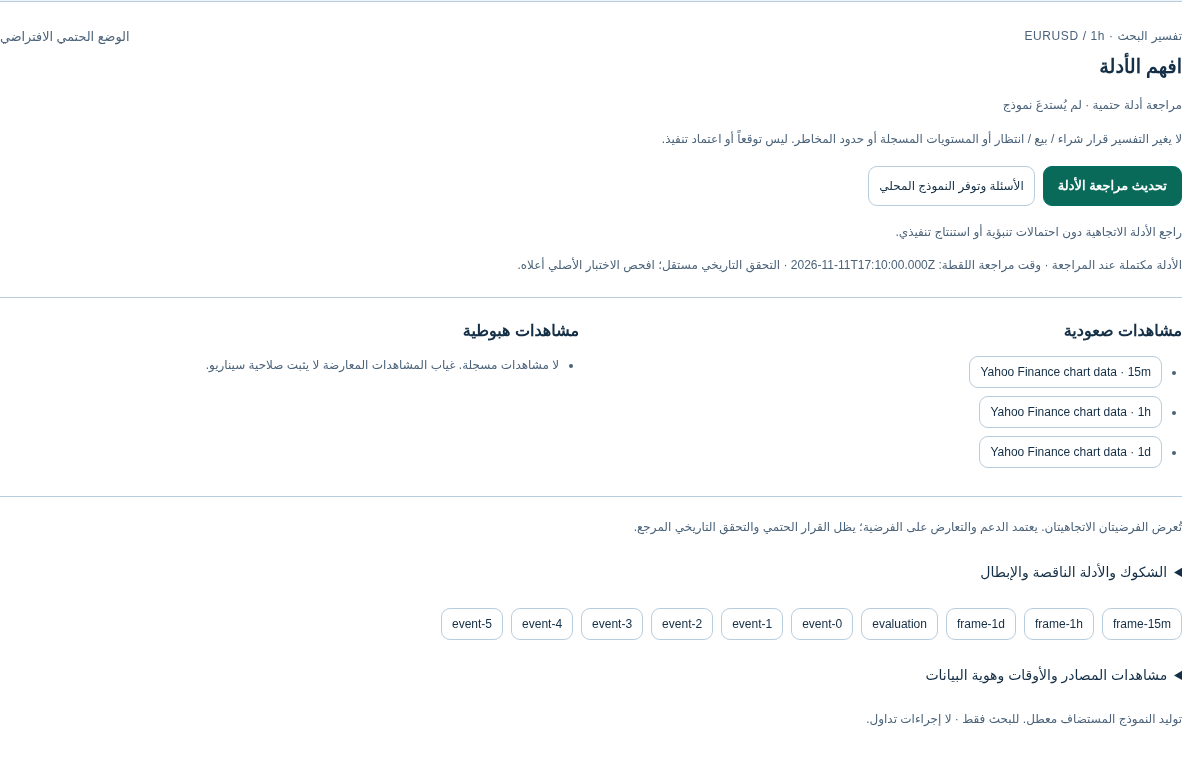 تفسير البحث · EURUSD / 1h
الوضع الحتمي الافتراضي
افهم الأدلة
مراجعة أدلة حتمية · لم يُستدعَ نموذج
لا يغير التفسير قرار شراء / بيع / انتظار أو المستويات المسجلة أو حدود المخاطر. ليس توقعاً أو اعتماد تنفيذ.
تحديث مراجعة الأدلة
الأسئلة وتوفر النموذج المحلي
راجع الأدلة الاتجاهية دون احتمالات تنبؤية أو استنتاج تنفيذي.
الأدلة مكتملة عند المراجعة · وقت مراجعة اللقطة: 2026-11-11T17:10:00.000Z · التحقق التاريخي مستقل؛ افحص الاختبار الأصلي أعلاه.
مشاهدات صعودية
Yahoo Finance chart data · 15m
Yahoo Finance chart data · 1h
Yahoo Finance chart data · 1d
مشاهدات هبوطية
لا مشاهدات مسجلة. غياب المشاهدات المعارضة لا يثبت صلاحية سيناريو.
تُعرض الفرضيتان الاتجاهيتان. يعتمد الدعم والتعارض على الفرضية؛ يظل القرار الحتمي والتحقق التاريخي المرجع.
الشكوك والأدلة الناقصة والإبطال
frame-15m frame-1h frame-1d evaluation event-0 event-1 event-2 event-3 event-4 event-5
مشاهدات المصادر والأوقات وهوية البيانات
توليد النموذج المستضاف معطل. للبحث فقط · لا إجراءات تداول.